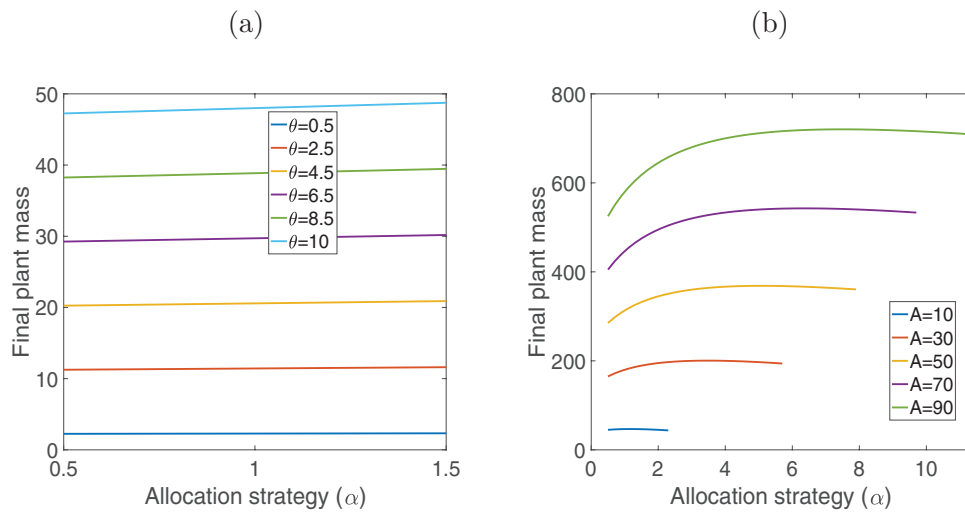 (a)
50
40
30
20
10
0
Final plant mass
θ=0.5
θ=2.5
θ=4.5
θ=6.5
θ=8.5
θ=10
0.5
1
1.5
Allocation strategy (α)
(b)
800
600
400
200
0
Final plant mass
A=10
A=30
A=50
A=70
A=90
0
2
4
6
8
10
Allocation strategy (α)